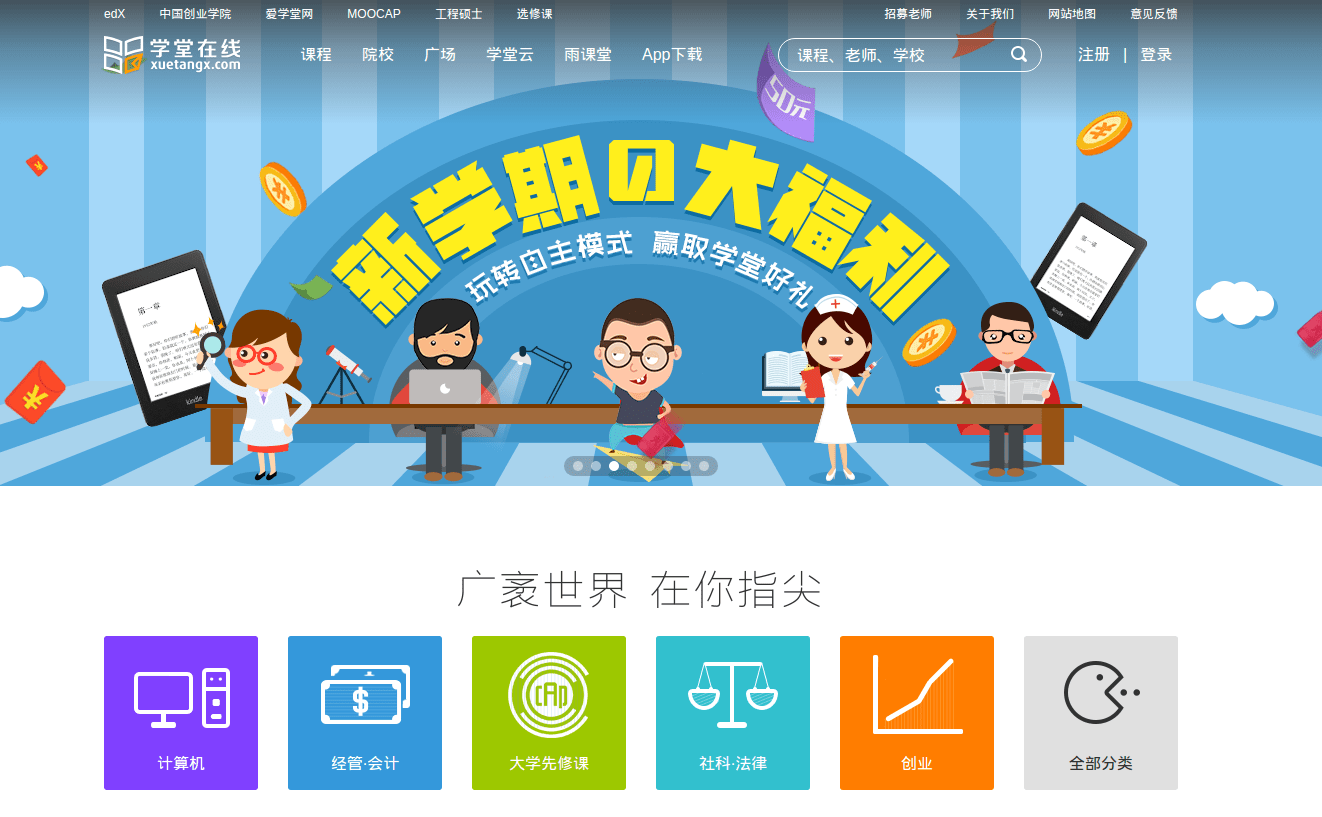 edX 中国创业学院 爱学堂网 MOOCAP 工程硕士 选修课 招募老师 关于我们 网站地图 意见反馈
学堂在线
xuetangx.com
课程 院校 广场 学堂云 雨课堂 App下载 课程、老师、学校 注册 | 登录
50元
新学期の大福利
玩转自主模式 赢取学堂好礼
第一章
第一章
kindle
kindle
广袤世界 在你指尖
CAP
计算机 经管·会计 大学先修课 社科·法律 创业 全部分类